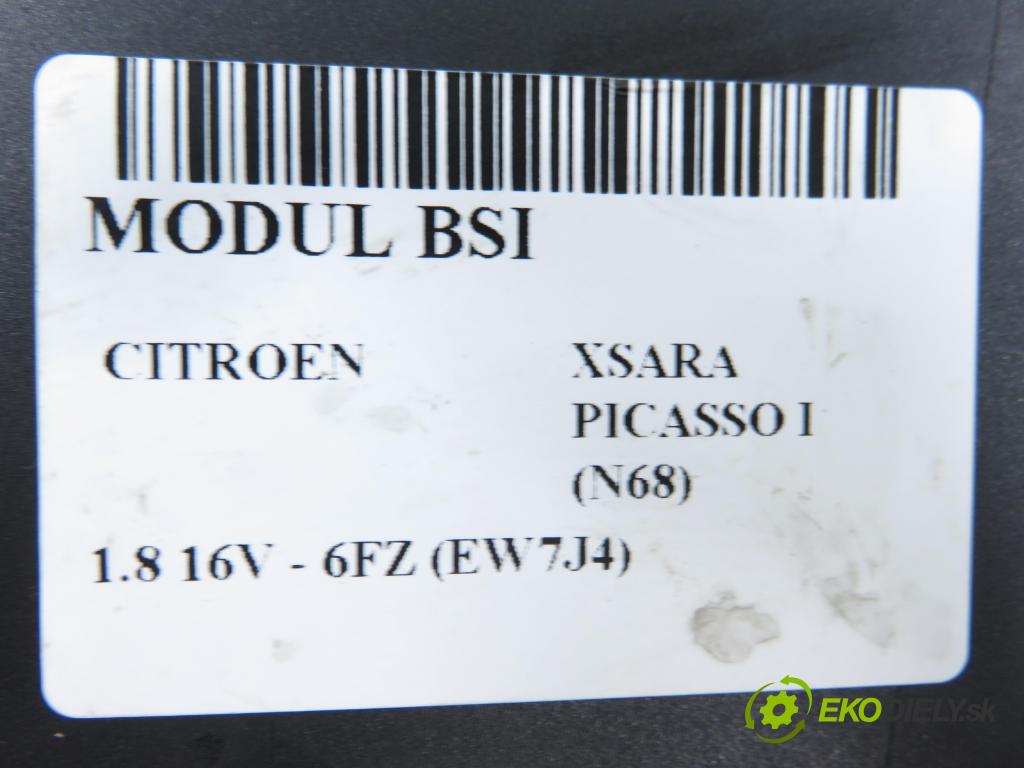 MODUL BSI
CITROEN XSARA
PICASSO I
(N68)
1.8 16V - 6FZ (EW7J4)
EKODIELY.sk